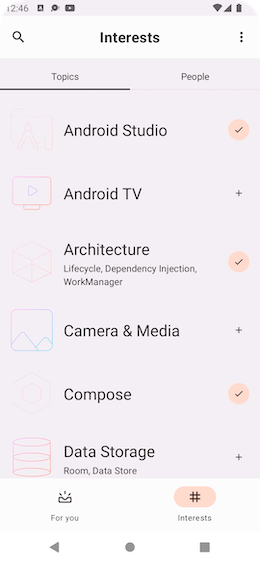 12:46
Interests
Topics
People
Android Studio
Android TV
Architecture
Lifecycle, Dependency Injection,
WorkManager
Camera & Media
Compose
Data Storage
Room, Data Store
For you
Interests